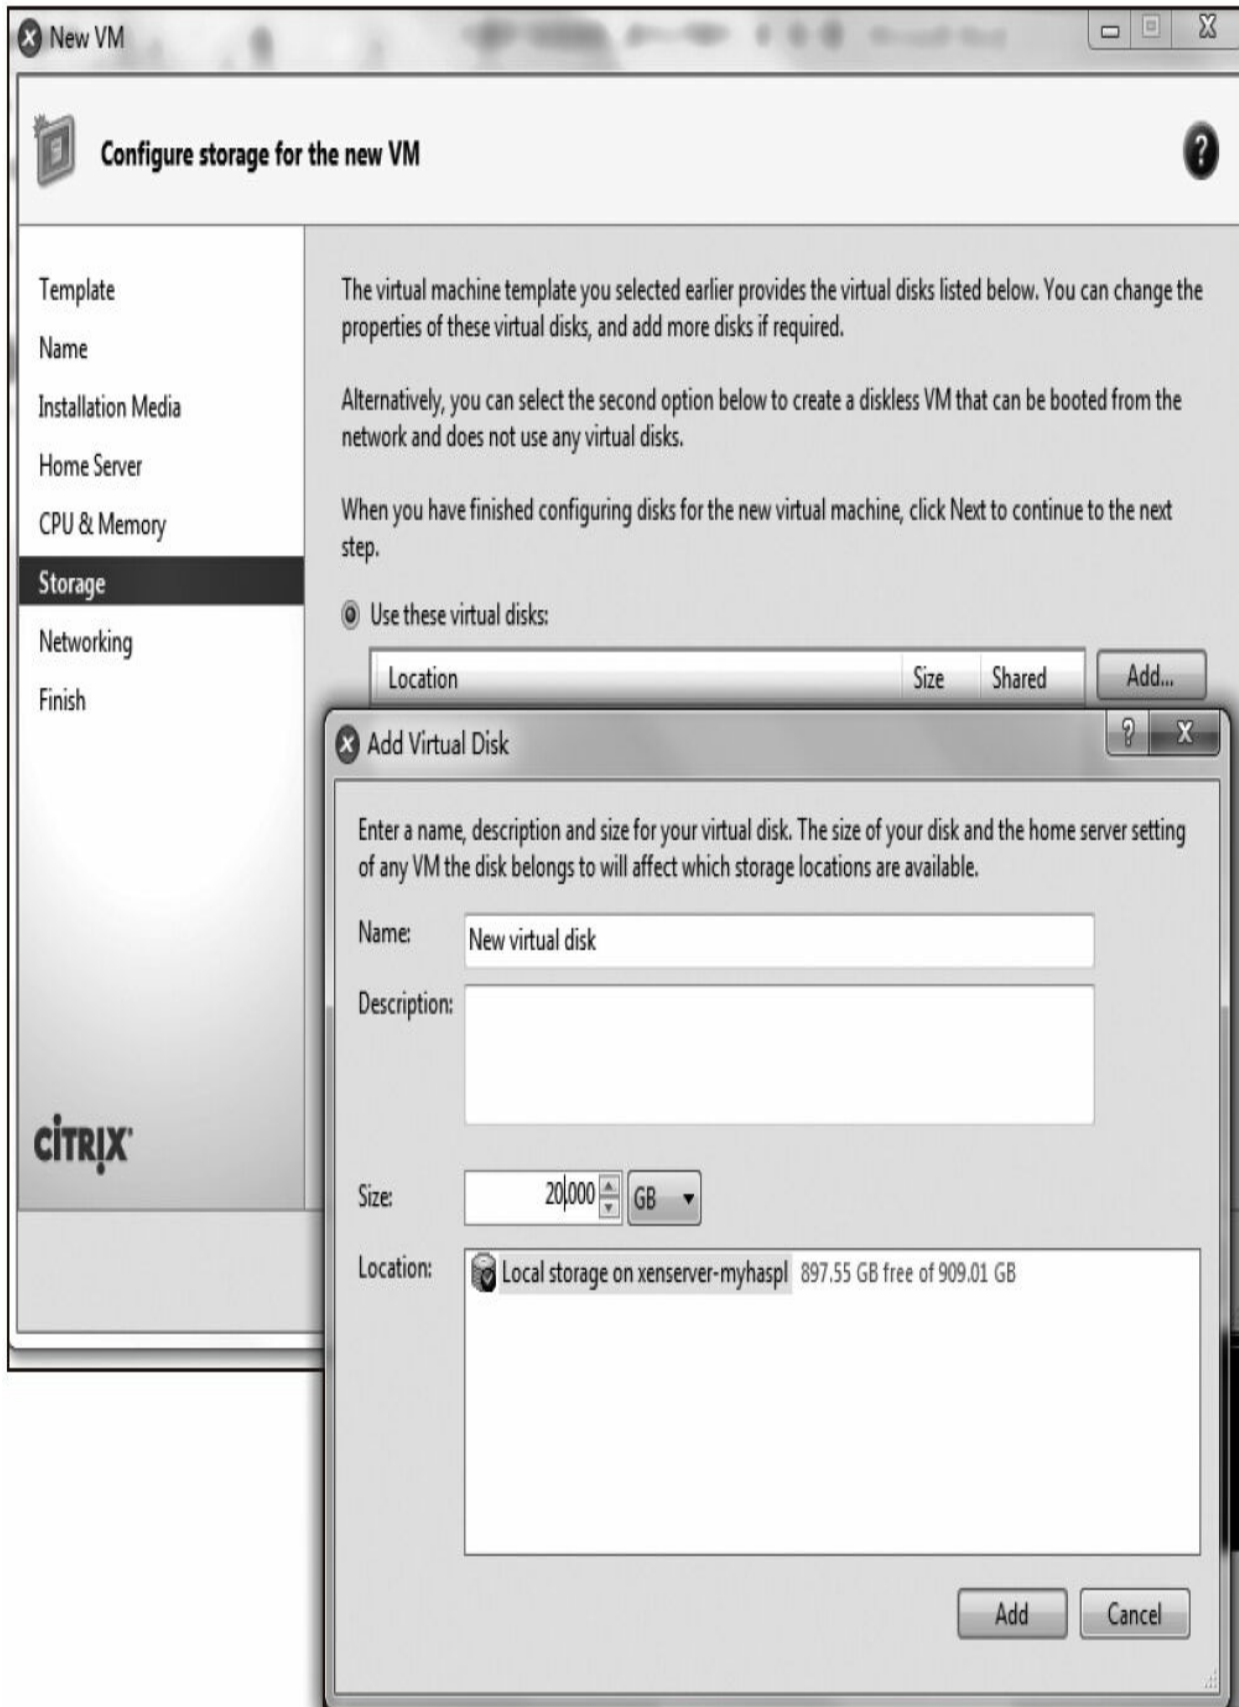 New VM
Configure storage for the new VM
Template
Name
Installation Media
Home Server
CPU & Memory
Storage
Networking
Finish
CITRIX
The virtual machine template you selected earlier provides the virtual disks listed below. You can change the
properties of these virtual disks, and add more disks if required.
Alternatively, you can select the second option below to create a diskless VM that can be booted from the
network and does not use any virtual disks.
When you have finished configuring disks for the new virtual machine, click Next to continue to the next
step.
Use these virtual disks:
Location Size Shared Add...
Add Virtual Disk
Enter a name, description and size for your virtual disk. The size of your disk and the home server setting
of any VM the disk belongs to will affect which storage locations are available.
Name: New virtual disk
Description:
Size: 20.000 GB
Location: Local storage on xenserver-myhaspl 897.55 GB free of 909.01 GB
Add Cancel